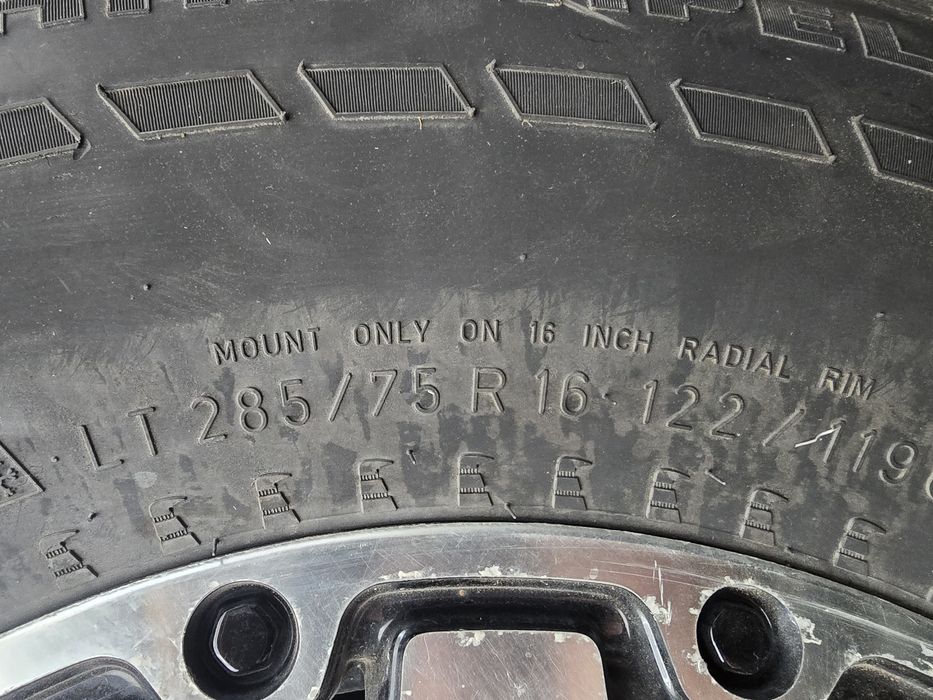 MOUNT ONLY ON 16 INCH RADIAL RIM
LT 285/75 R 16 122/119